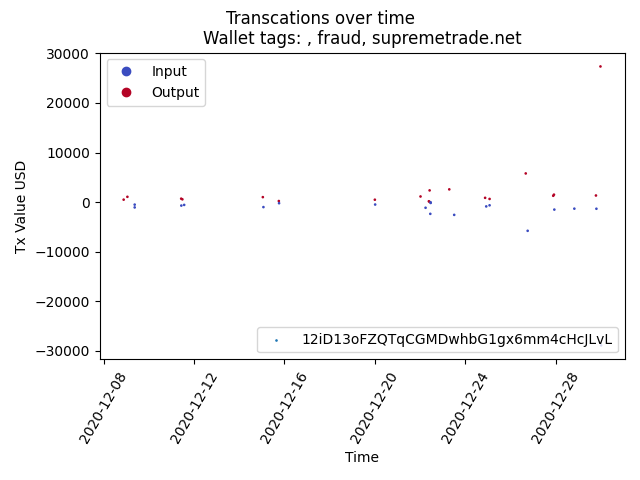 Transcations over time
Wallet tags: , fraud, supremetrade.net
Input
Output
30000
20000
10000
0
−10000
−20000
−30000
Tx Value USD
12iD13oFZQTqCGMDwhbG1gx6mm4cHcJLvL
2020-12-08
2020-12-12
2020-12-16
2020-12-20
2020-12-24
2020-12-28
Time